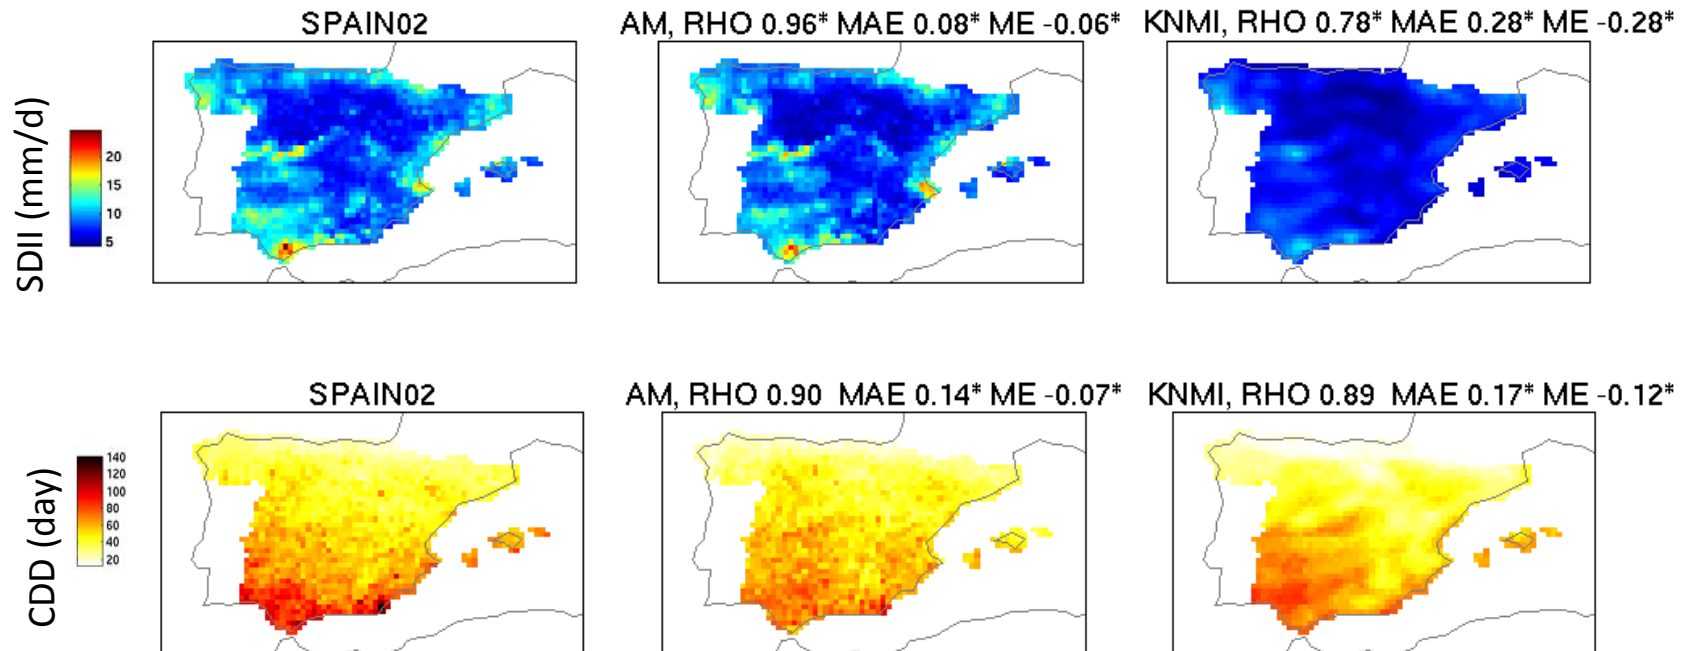 SPAIN02
AM, RHO 0.96* MAE 0.08* ME -0.06*
KNMI, RHO 0.78* MAE 0.28* ME -0.28*
SDII (mm/d)
20
15
10
5
SPAIN02
AM, RHO 0.90 MAE 0.14* ME -0.07*
KNMI, RHO 0.89 MAE 0.17* ME -0.12*
CDD (day)
140
120
100
80
60
40
20